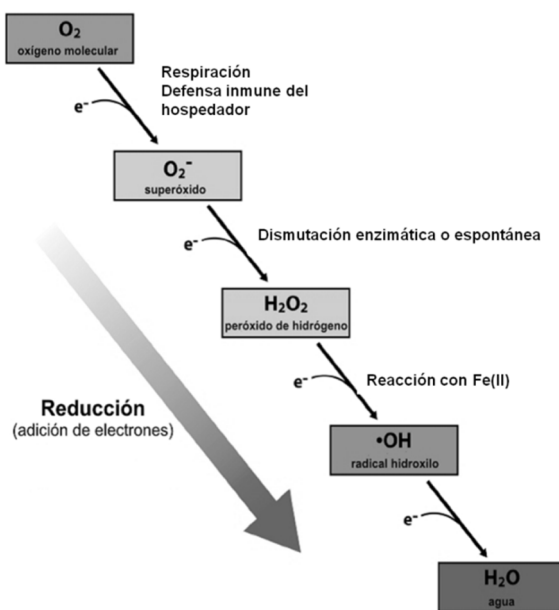 O₂
oxígeno molecular
e⁻
Respiración
Defensa inmune del
hospedador
O₂⁻
superóxido
e⁻
Dismutación enzimática o espontánea
H₂O₂
peróxido de hidrógeno
e⁻
Reacción con Fe(II)
Reducción
(adición de electrones)
•OH
radical hidroxilo
e⁻
H₂O
agua